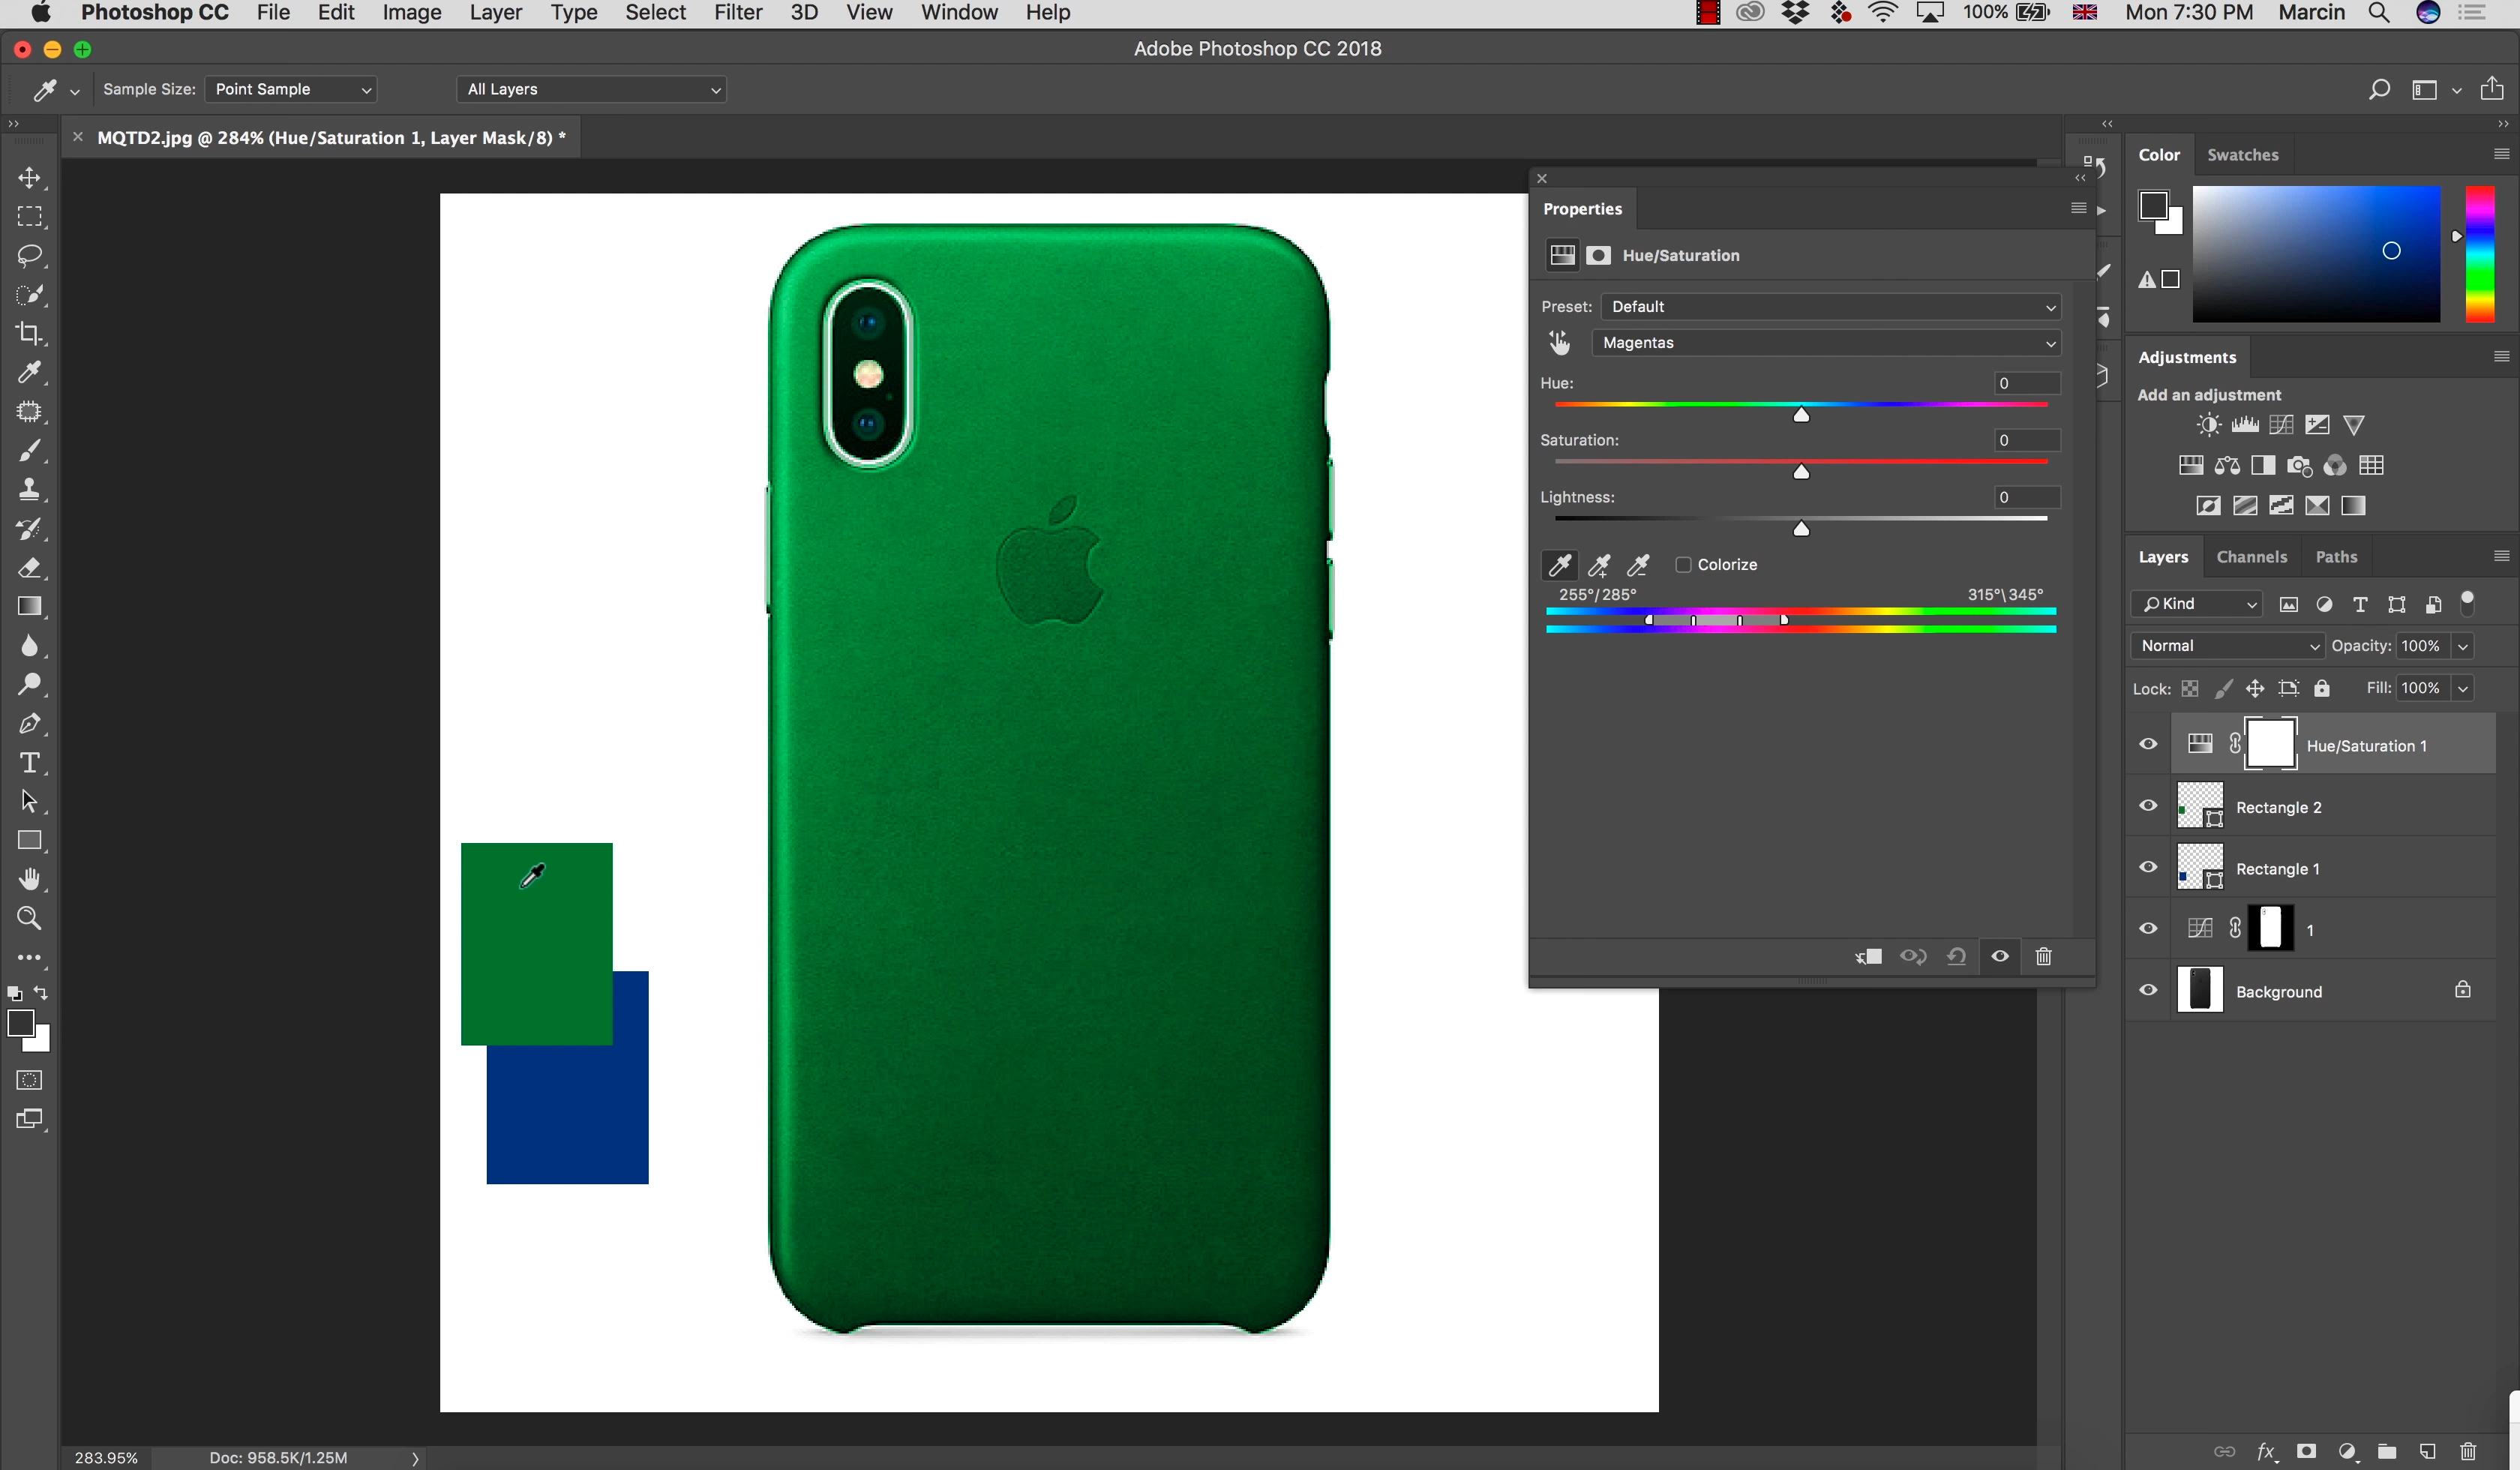 Photoshop CC File Edit Image Layer Type Select Filter 3D View Window Help 100% Mon 7:30 PM Marcin
Adobe Photoshop CC 2018
Sample Size: Point Sample All Layers
MQTD2.jpg @ 284% (Hue/Saturation 1, Layer Mask/8) *
Properties
Hue/Saturation
Preset: Default
Magentas
Hue: 0
Saturation: 0
Lightness: 0
Colorize
255°/285° 315°\345°
Color Swatches
Adjustments
Add an adjustment
Layers Channels Paths
Kind
Normal Opacity: 100%
Lock: Fill: 100%
Hue/Saturation 1
Rectangle 2
Rectangle 1
1
Background
283.95% Doc: 958.5K/1.25M